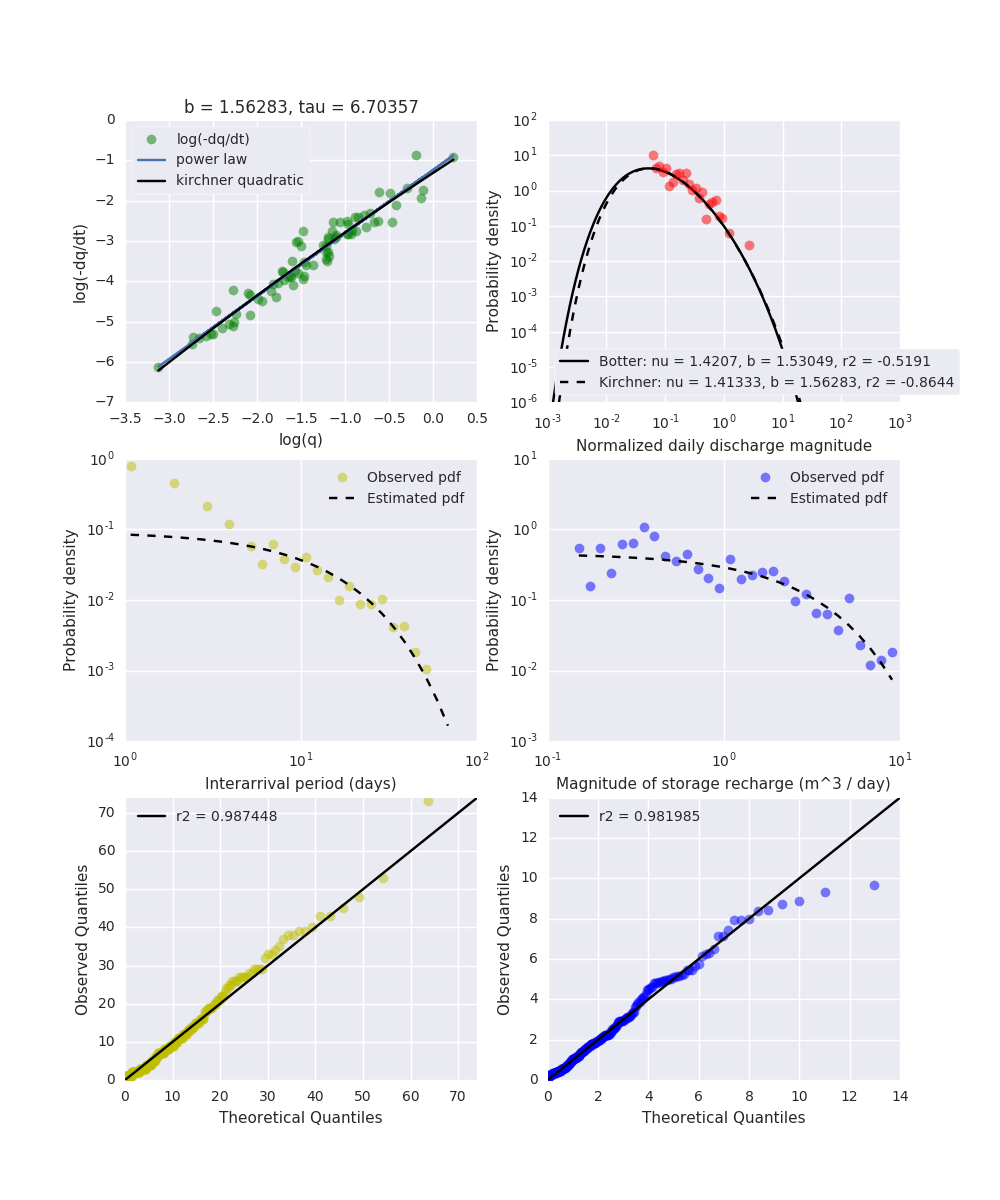 b = 1.56283, tau = 6.70357
log(-dq/dt)
power law
kirchner quadratic
log(-dq/dt)
0
−1
−2
−3
−4
−5
−6
−7
−3.5 −3.0 −2.5 −2.0 −1.5 −1.0 −0.5 0.0 0.5
log(q)
Probability density
10^2
10^1
10^0
10^-1
10^-2
10^-3
10^-4
10^-5
10^-6
Botter: nu = 1.4207, b = 1.53049, r2 = -0.5191
Kirchner: nu = 1.41333, b = 1.56283, r2 = -0.8644
10^-3 10^-2 10^-1 10^0 10^1 10^2 10^3
Normalized daily discharge magnitude
Observed pdf
Estimated pdf
Probability density
10^0
10^-1
10^-2
10^-3
10^-4
10^0 10^1 10^2
Interarrival period (days)
Observed pdf
Estimated pdf
Probability density
10^1
10^0
10^-1
10^-2
10^-3
10^-1 10^0 10^1
Magnitude of storage recharge (m^3 / day)
r2 = 0.987448
Observed Quantiles
70
60
50
40
30
20
10
0
0 10 20 30 40 50 60 70
Theoretical Quantiles
r2 = 0.981985
Observed Quantiles
14
12
10
8
6
4
2
0
0 2 4 6 8 10 12 14
Theoretical Quantiles